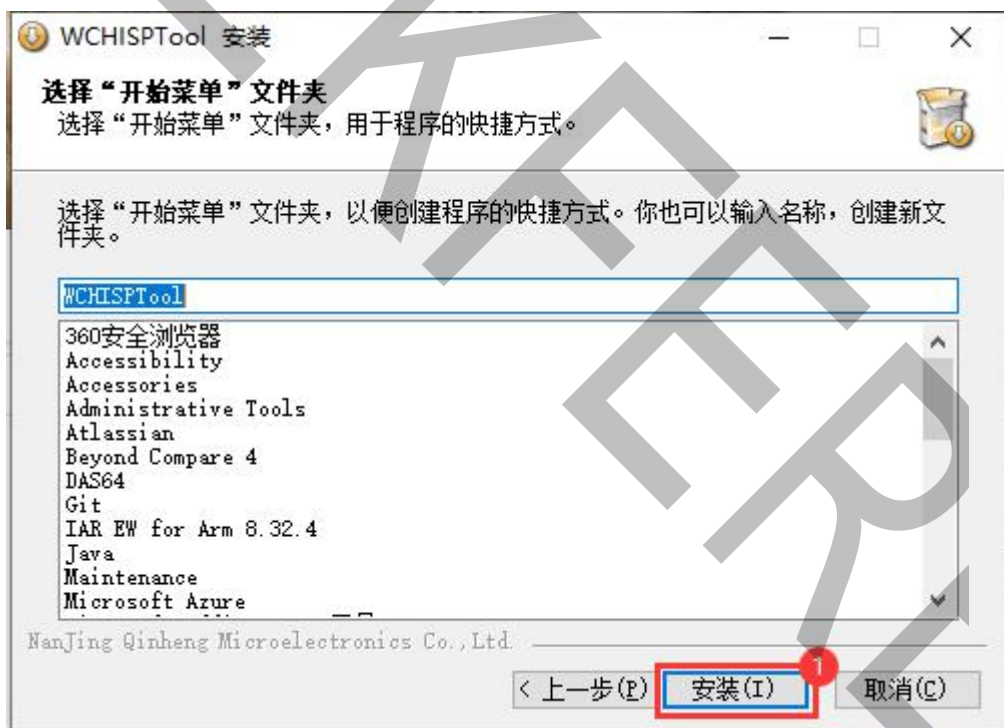 WCHISPTool 安装
选择“开始菜单”文件夹
选择“开始菜单”文件夹，用于程序的快捷方式。
选择“开始菜单”文件夹，以便创建程序的快捷方式。你也可以输入名称，创建新文
件夹。
WCHISPTool
360安全浏览器
Accessibility
Accessories
Administrative Tools
Atlassian
Beyond Compare 4
DAS64
Git
IAR EW for Arm 8.32.4
Java
Maintenance
Microsoft Azure
NanJing Qinheng Microelectronics Co.,Ltd.
< 上一步(P)
安装(I)
1
取消(C)